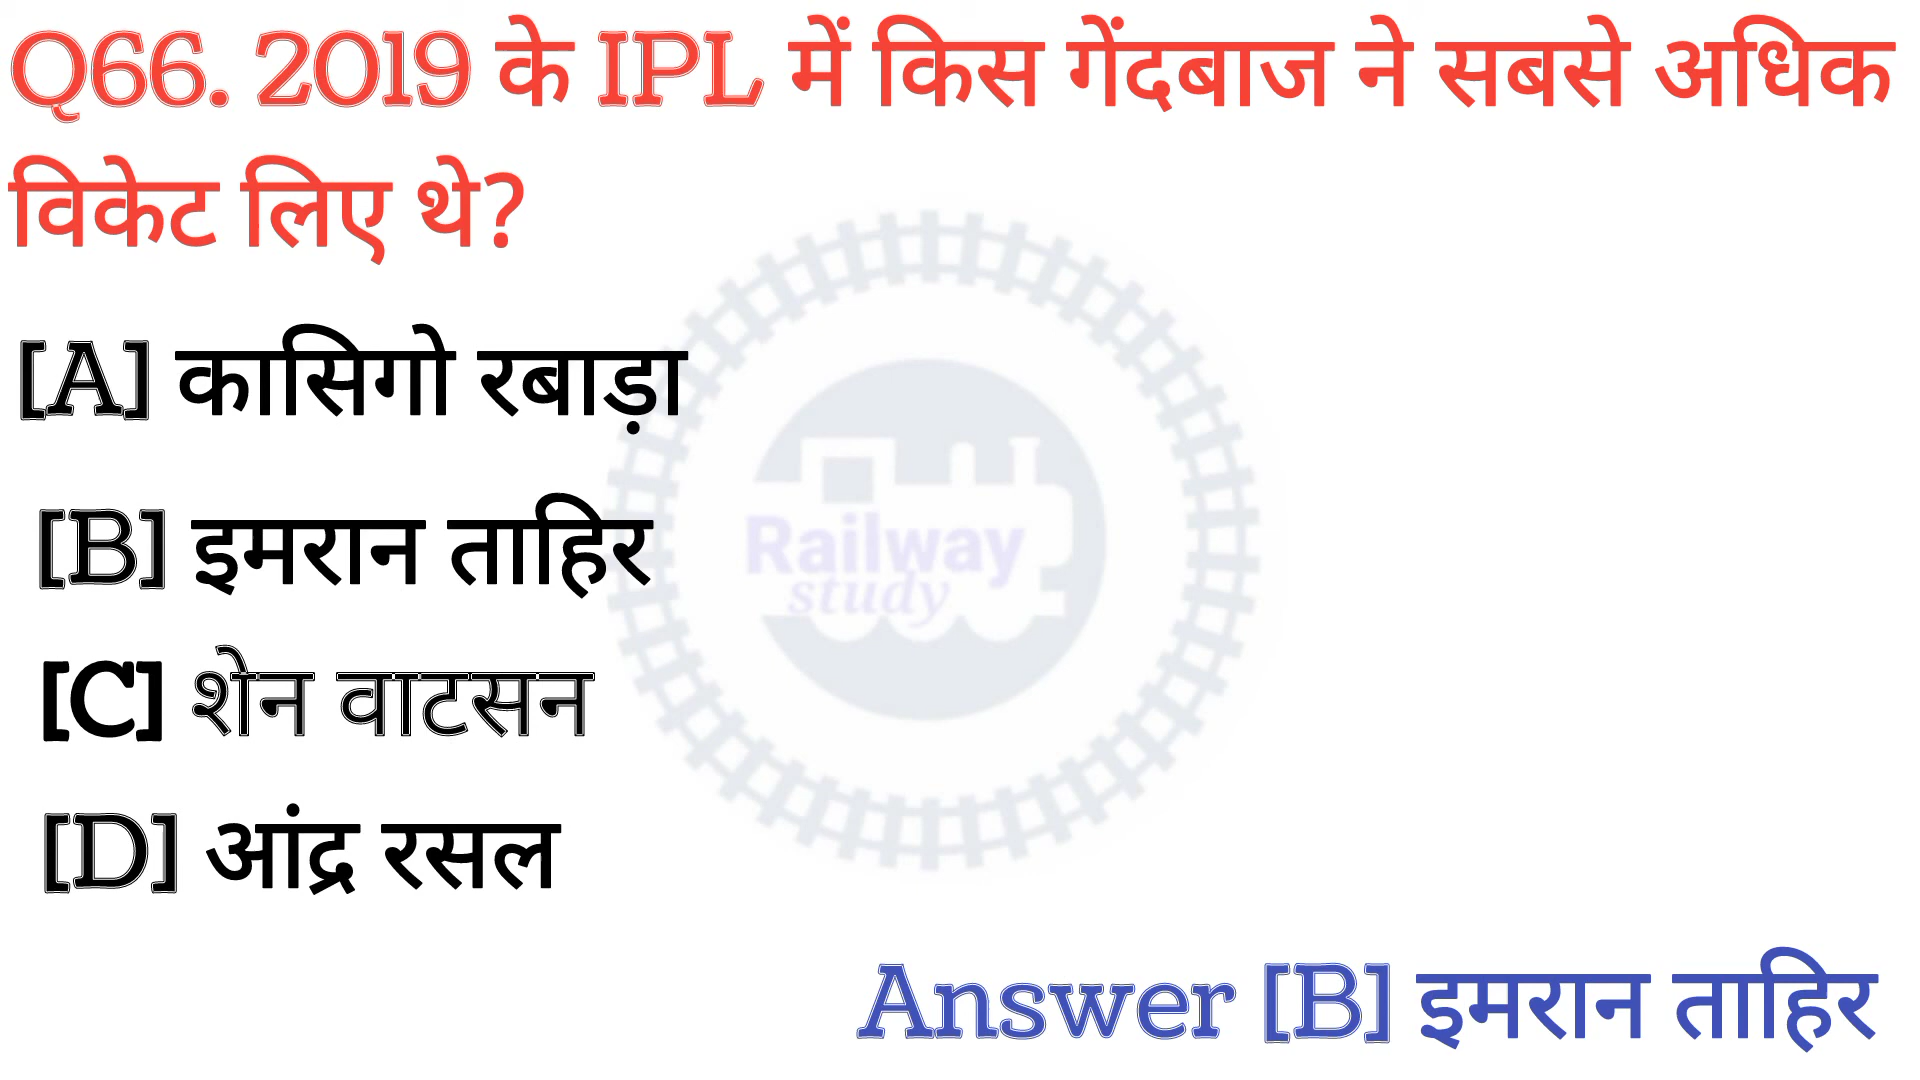 Q66. 2019 के IPL में किस गेंदबाज ने सबसे अधिक
विकेट लिए थे?
[A] कासिगो रबाड़ा
[B] इमरान ताहिर
Railway
study
[C] शेन वाटसन
[D] आंद्र रसल
Answer [B] इमरान ताहिर